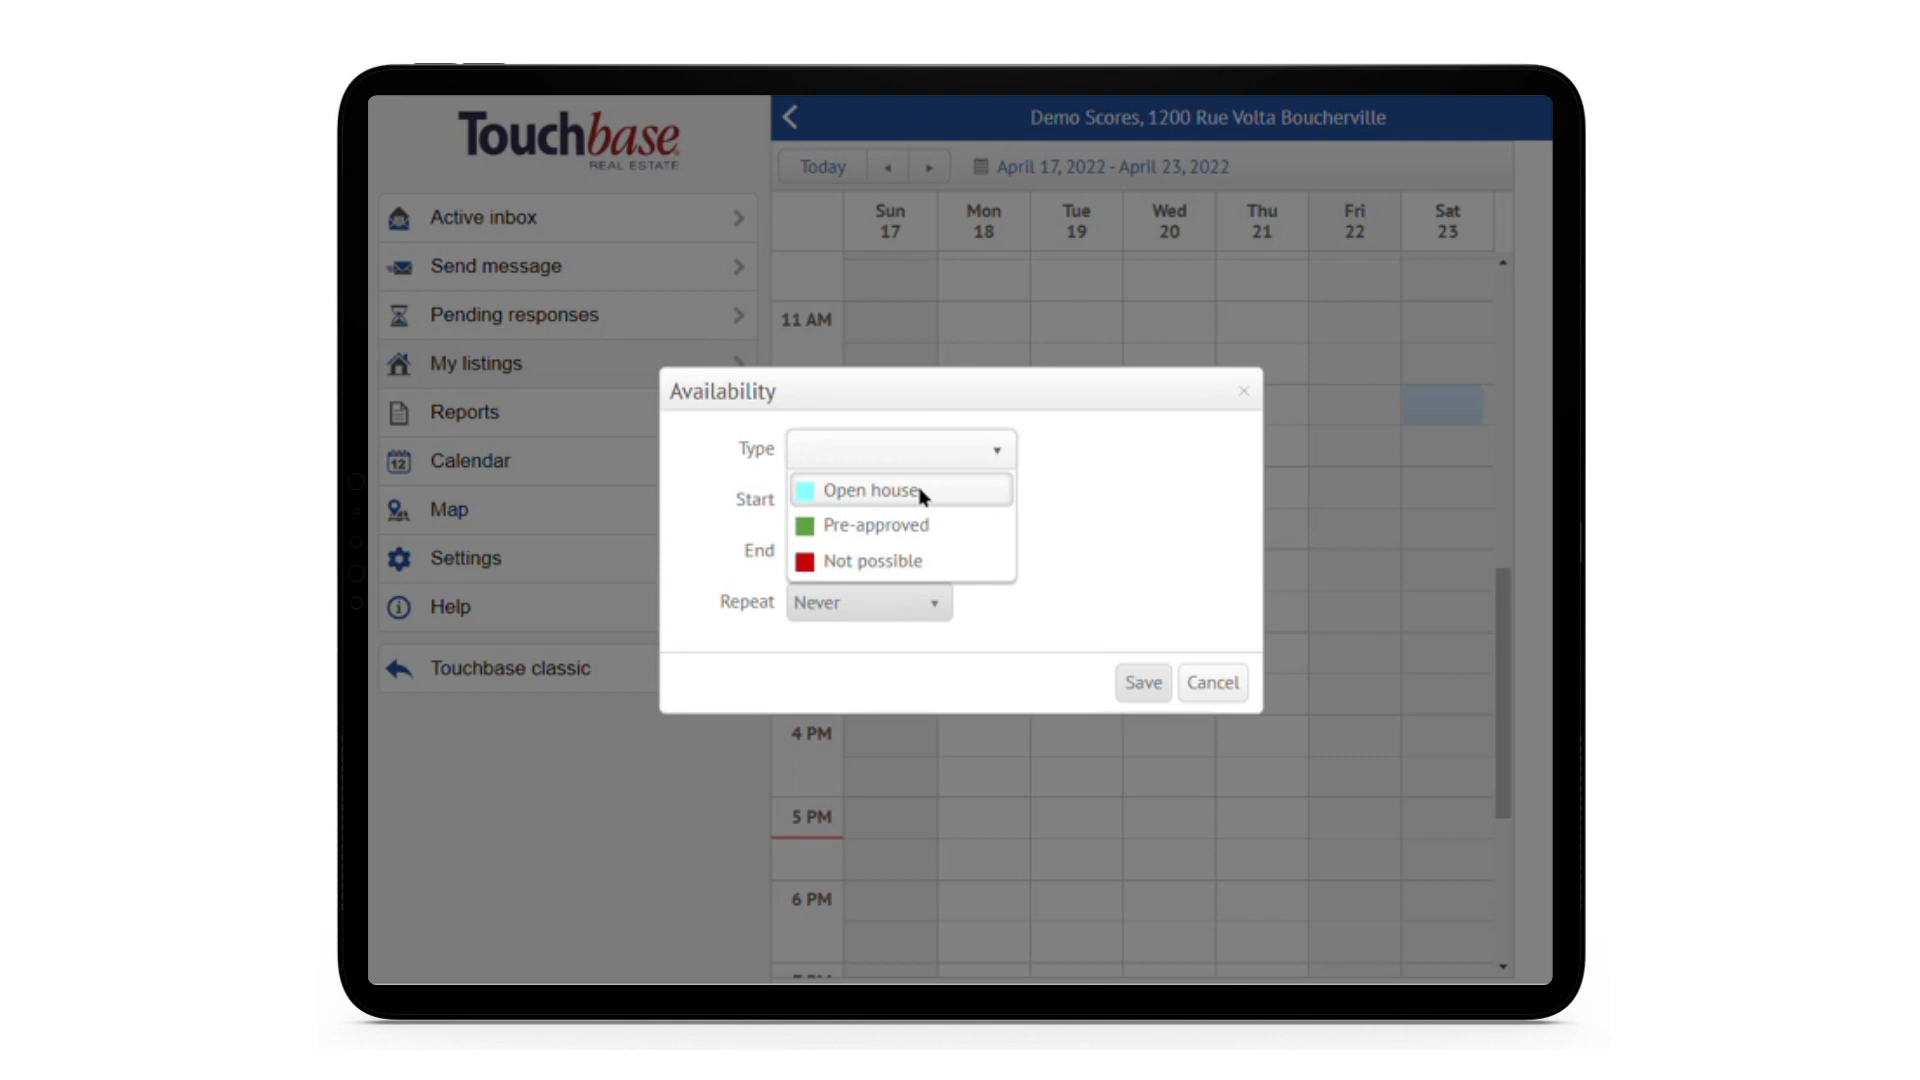 Touchbase
REAL ESTATE
Active inbox
Send message
Pending responses
My listings
Reports
12
Calendar
Map
Settings
Help
Touchbase classic
Demo Scores, 1200 Rue Volta Boucherville
Today
April 17, 2022 - April 23, 2022
Sun Mon Tue Wed Thu Fri Sat
17 18 19 20 21 22 23
11 AM
Availability
Type
Open house
Start
Pre-approved
End
Not possible
Repeat Never
Save Cancel
4 PM
5 PM
6 PM